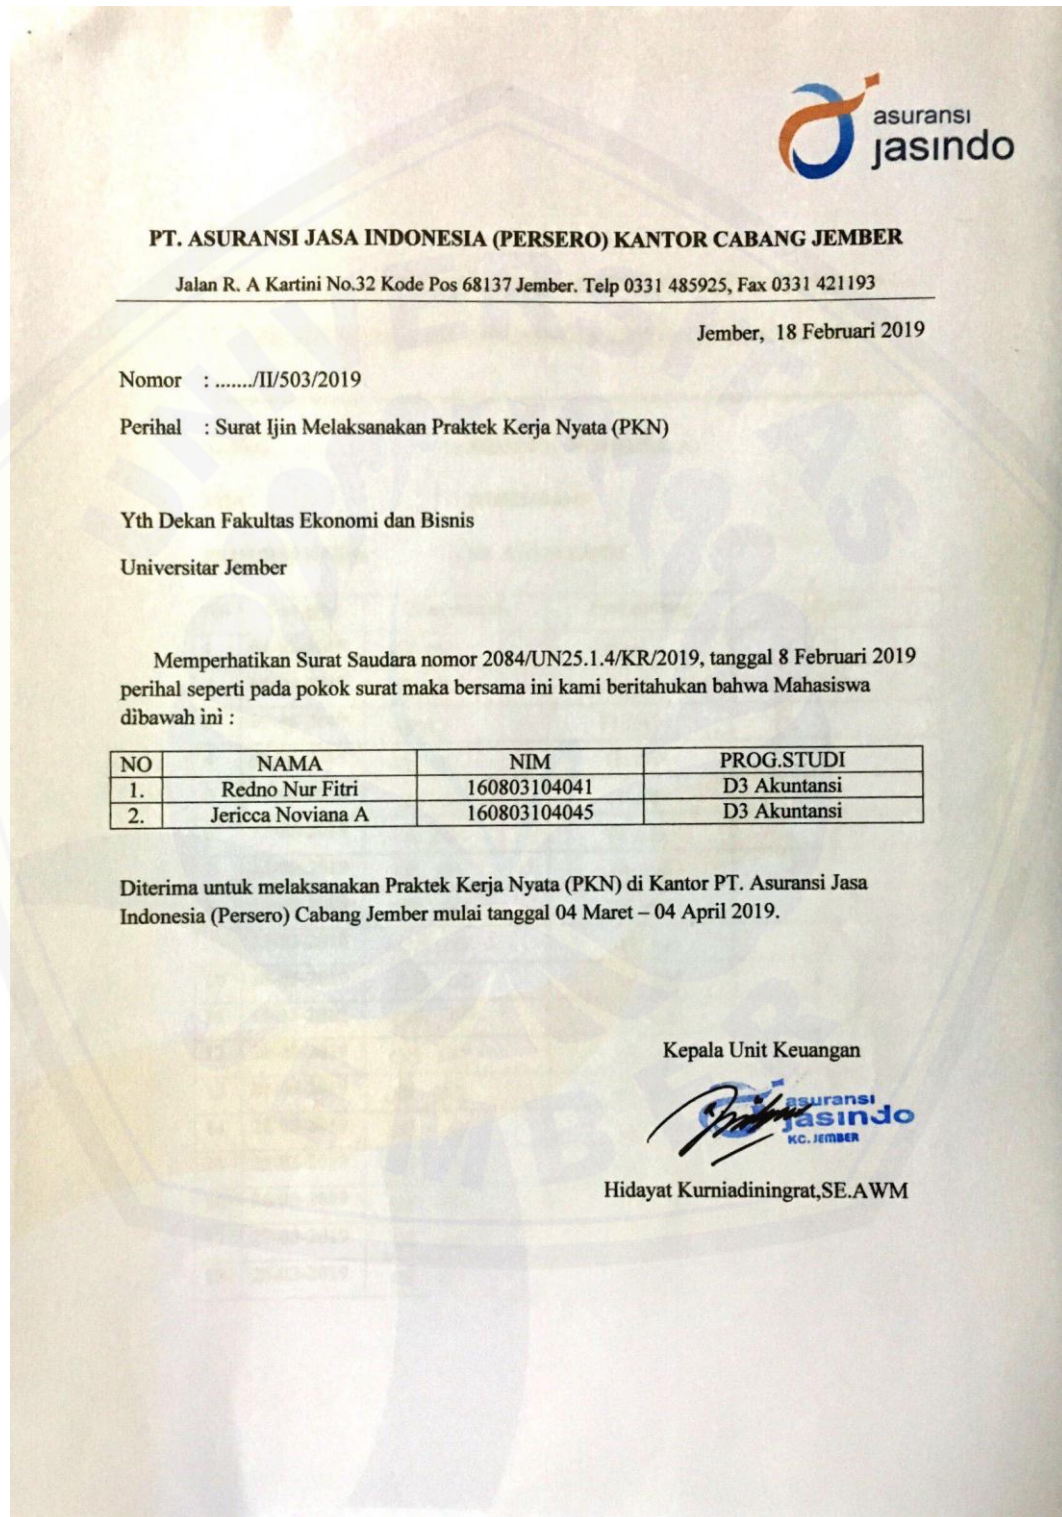 asuransi
jasindo
PT. ASURANSI JASA INDONESIA (PERSERO) KANTOR CABANG JEMBER
Jalan R. A Kartini No.32 Kode Pos 68137 Jember. Telp 0331 485925, Fax 0331 421193
Jember, 18 Februari 2019
Nomor : ......./II/503/2019
Perihal : Surat Ijin Melaksanakan Praktek Kerja Nyata (PKN)
Yth Dekan Fakultas Ekonomi dan Bisnis
Universitar Jember
Memperhatikan Surat Saudara nomor 2084/UN25.1.4/KR/2019, tanggal 8 Februari 2019
perihal seperti pada pokok surat maka bersama ini kami beritahukan bahwa Mahasiswa
dibawah ini :
NO NAMA NIM PROG.STUDI
1. Redno Nur Fitri 160803104041 D3 Akuntansi
2. Jericca Noviana A 160803104045 D3 Akuntansi
Diterima untuk melaksanakan Praktek Kerja Nyata (PKN) di Kantor PT. Asuransi Jasa
Indonesia (Persero) Cabang Jember mulai tanggal 04 Maret – 04 April 2019.
Kepala Unit Keuangan
asuransi
jasindo
KC. JEMBER
Hidayat Kurniadiningrat,SE.AWM